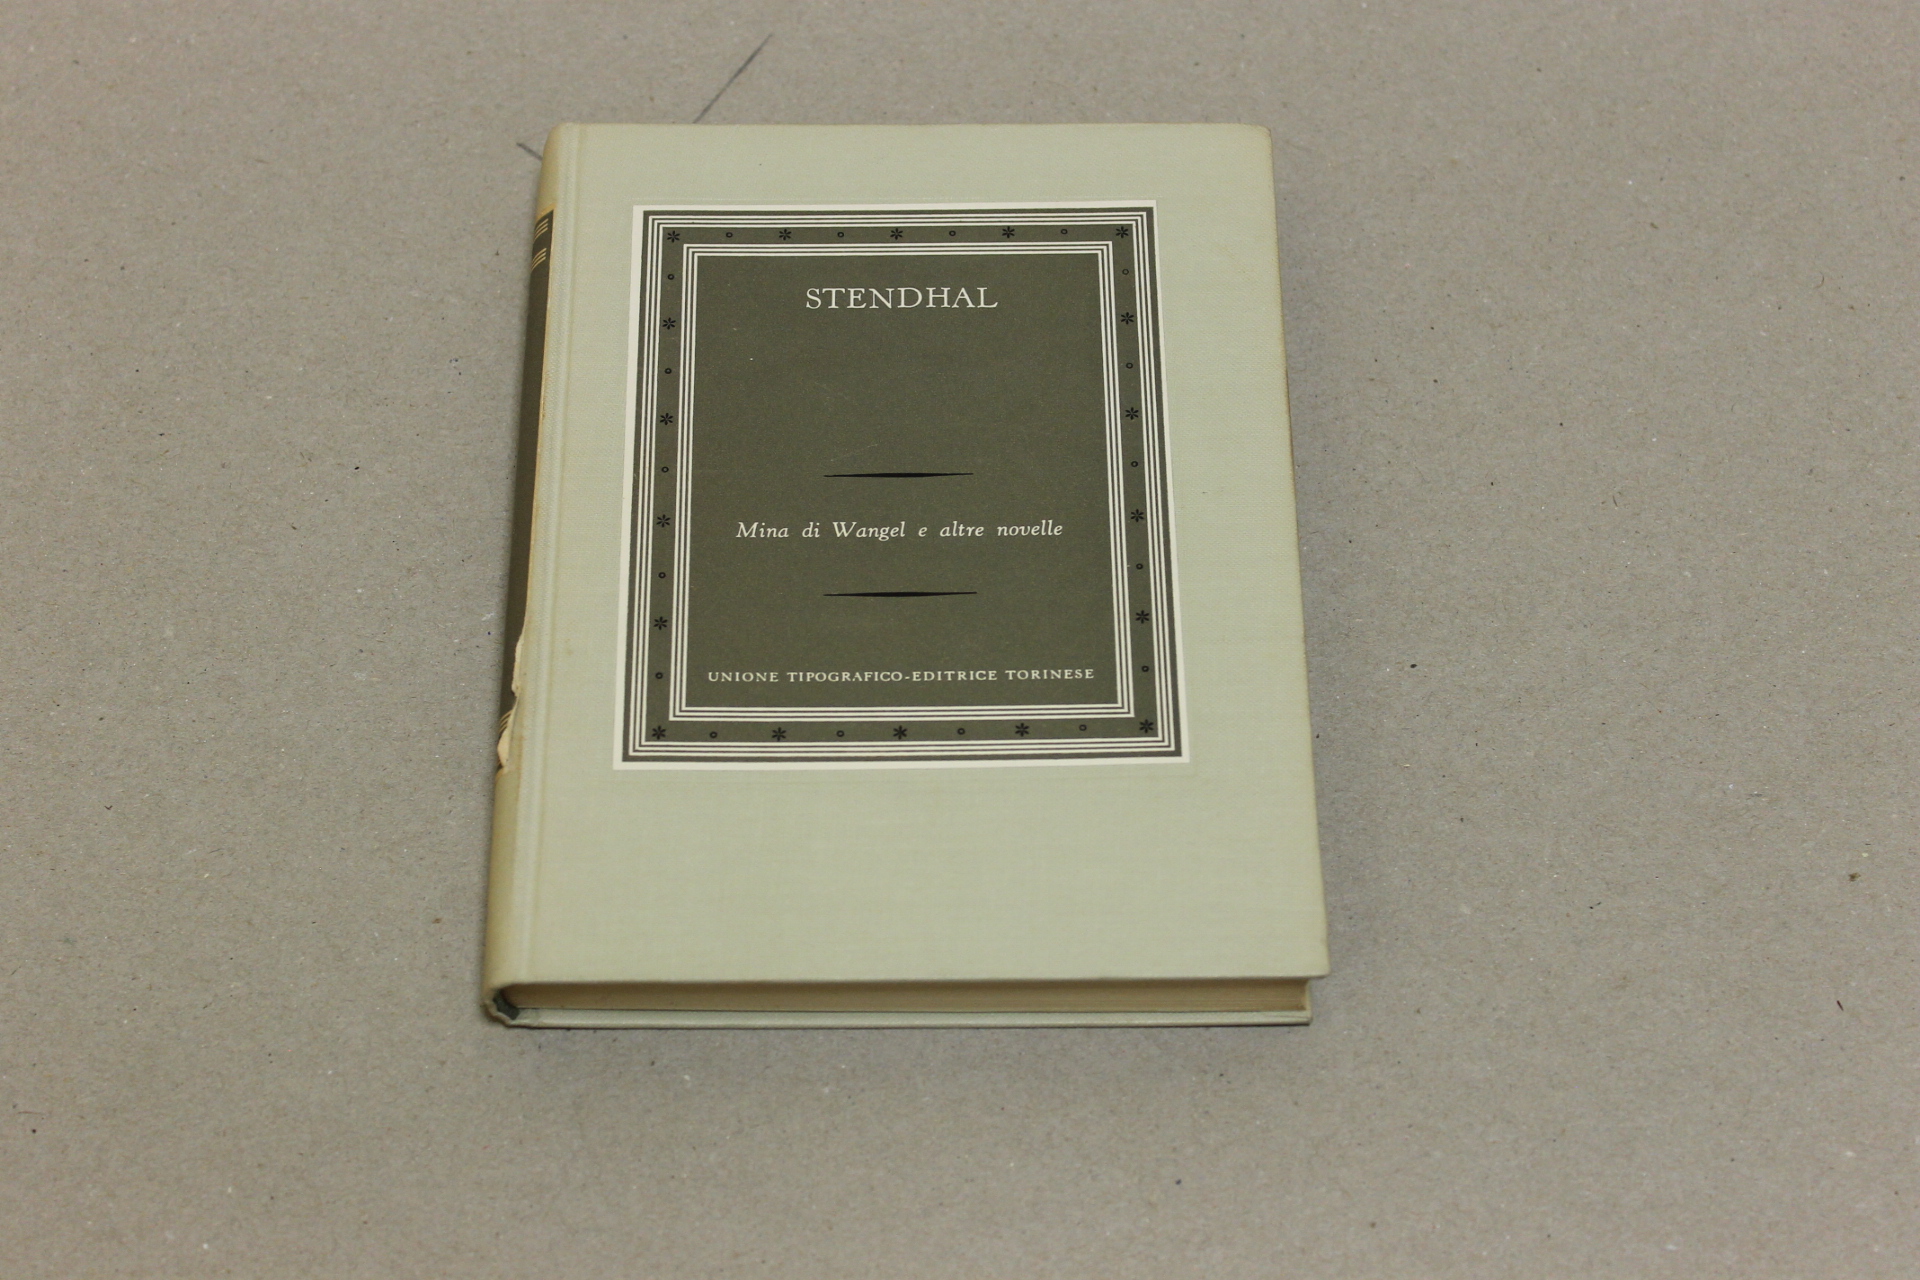 STENDHAL
Mina di Wangel e altre novelle
UNIONE TIPOGRAFICO-EDITRICE TORINESE